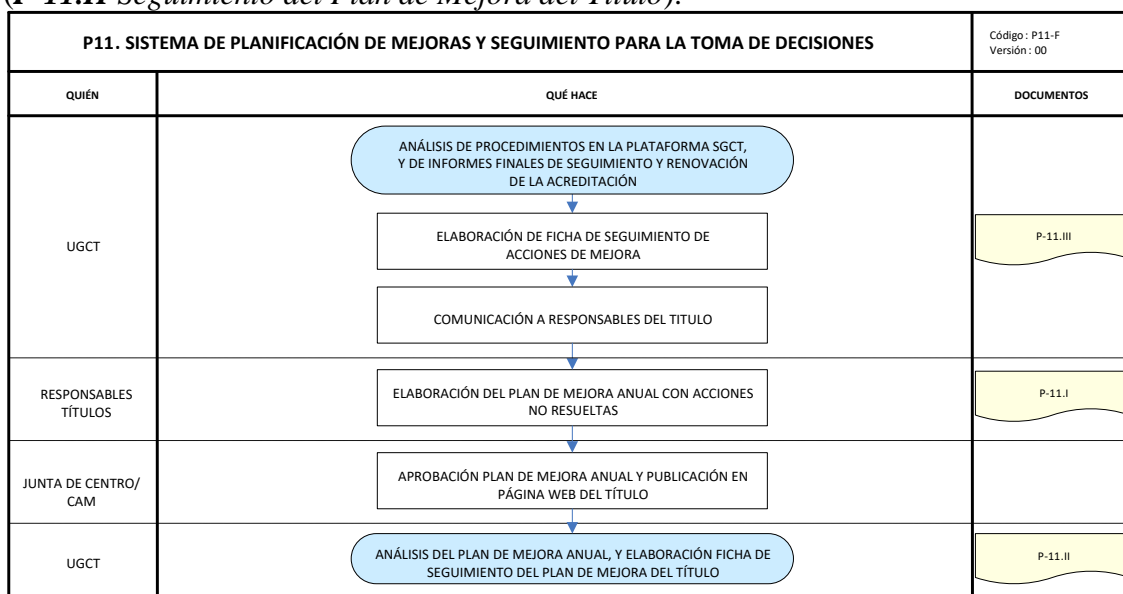 (P-11.II Seguimiento del Plan de Mejora del Título).
P11. SISTEMA DE PLANIFICACIÓN DE MEJORAS Y SEGUIMIENTO PARA LA TOMA DE DECISIONES
Código : P11-F
Versión : 00
QUIÉN
QUÉ HACE
DOCUMENTOS
ANÁLISIS DE PROCEDIMIENTOS EN LA PLATAFORMA SGCT,
Y DE INFORMES FINALES DE SEGUIMIENTO Y RENOVACIÓN
DE LA ACREDITACIÓN
UGCT
ELABORACIÓN DE FICHA DE SEGUIMIENTO DE
ACCIONES DE MEJORA
P-11.III
COMUNICACIÓN A RESPONSABLES DEL TITULO
RESPONSABLES
TÍTULOS
ELABORACIÓN DEL PLAN DE MEJORA ANUAL CON ACCIONES
NO RESUELTAS
P-11.I
JUNTA DE CENTRO/
CAM
APROBACIÓN PLAN DE MEJORA ANUAL Y PUBLICACIÓN EN
PÁGINA WEB DEL TÍTULO
UGCT
ANÁLISIS DEL PLAN DE MEJORA ANUAL, Y ELABORACIÓN FICHA DE
SEGUIMIENTO DEL PLAN DE MEJORA DEL TÍTULO
P-11.II